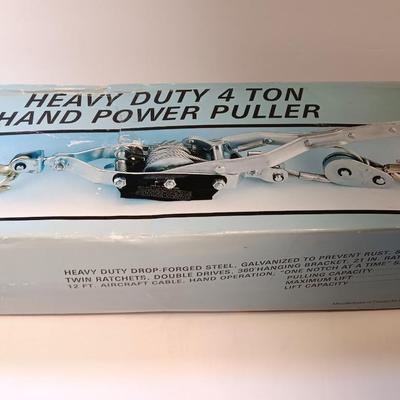 HEAVY DUTY 4 TON
HAND POWER PULLER
HEAVY DUTY DROP-FORGED STEEL, GALVANIZED TO PREVENT RUST,
TWIN RATCHETS, DOUBLE DRIVES, 360°HANGING BRACKET, 21 IN.
12 FT. AIRCRAFT CABLE, HAND OPERATION, "ONE NOTCH AT A TIME"
PULLING CAPACITY
MAXIMUM LIFT
LIFT CAPACITY